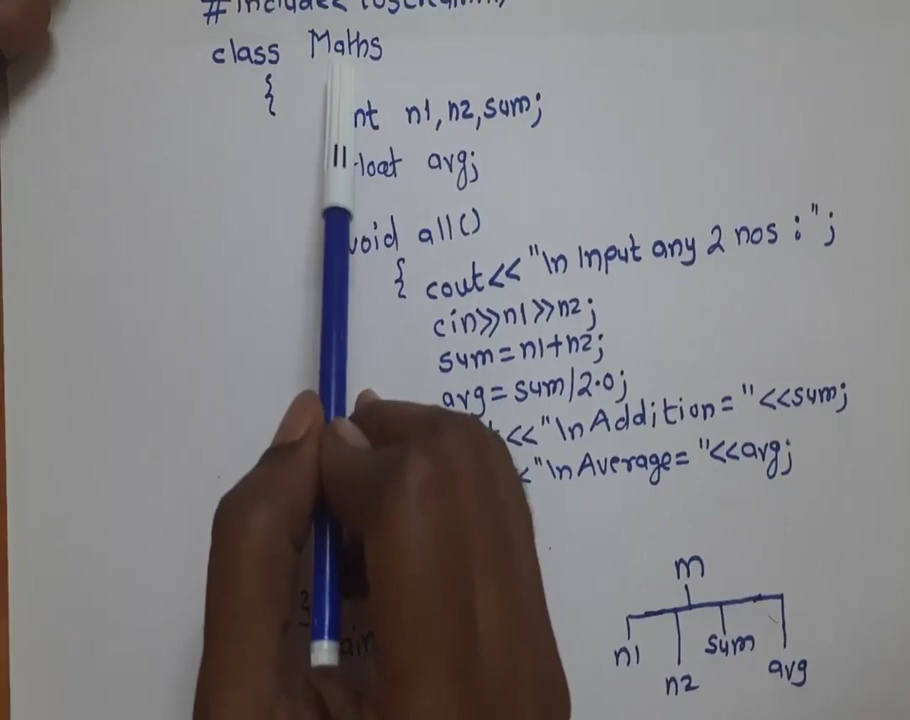 class Maths
{
nt n1,n2,sum;
loat avg;
void all()
{ cout<<"\n Input any 2 nos :";
cin>>n1>>n2;
sum=n1+n2;
avg=sum/2.0;
<<"\n Addition="<<sum;
<"\n Average="<<avg;
m
n1 n2 sum avg
}
ain